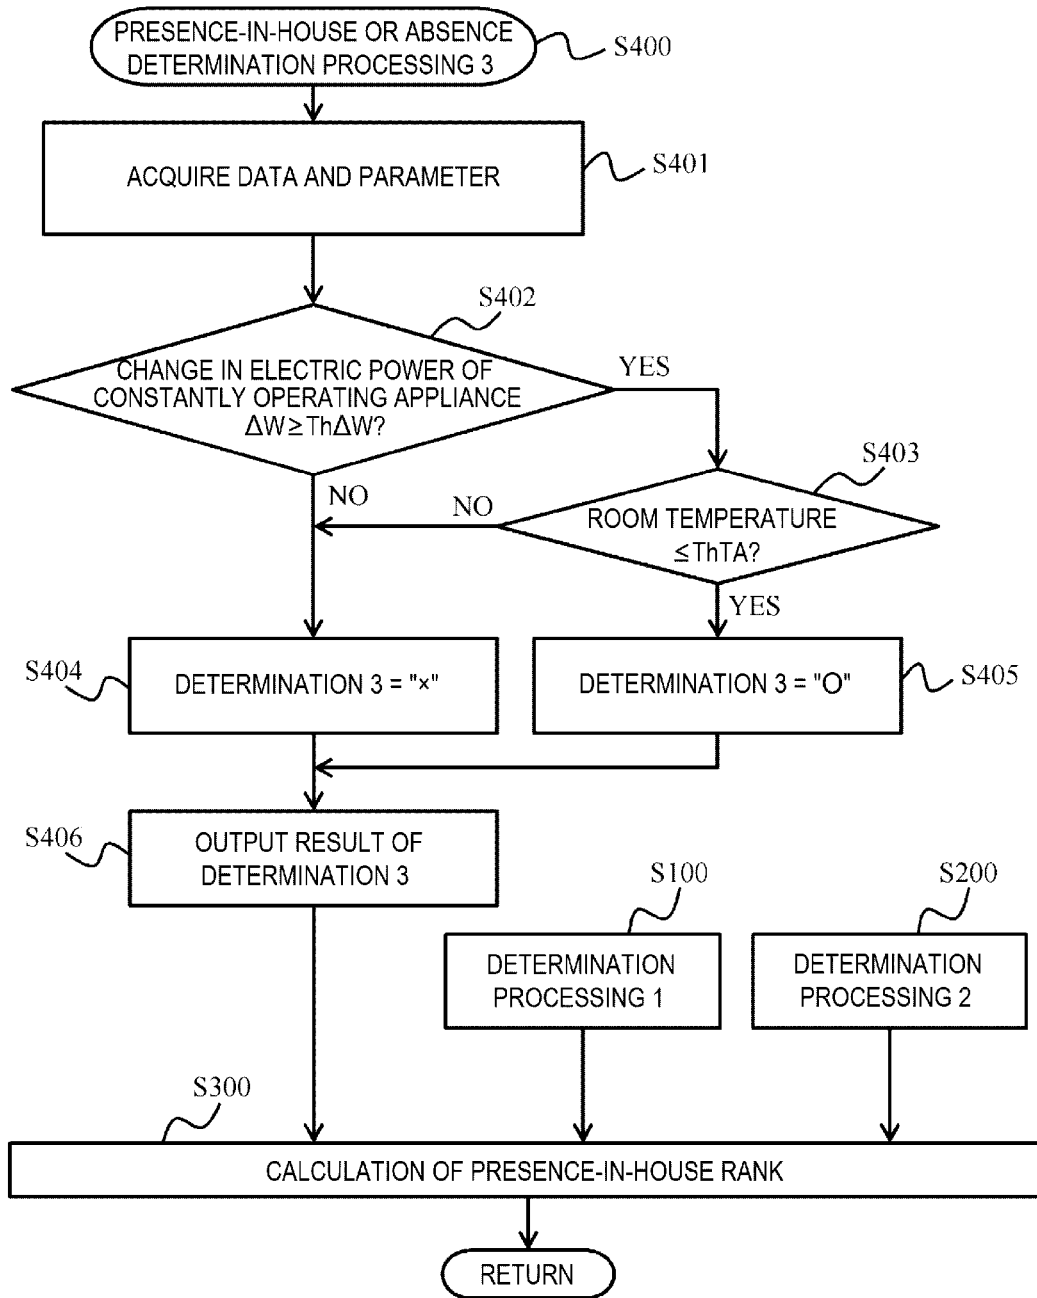 PRESENCE-IN-HOUSE OR ABSENCE
DETERMINATION PROCESSING 3
S400
ACQUIRE DATA AND PARAMETER
S401
S402
CHANGE IN ELECTRIC POWER OF
CONSTANTLY OPERATING APPLIANCE
ΔW≥ThΔW?
YES
S403
NO
NO
ROOM TEMPERATURE
≤ThTA?
YES
S404
DETERMINATION 3 = "×"
DETERMINATION 3 = "O"
S405
S406
OUTPUT RESULT OF
DETERMINATION 3
S100
S200
DETERMINATION
PROCESSING 1
DETERMINATION
PROCESSING 2
S300
CALCULATION OF PRESENCE-IN-HOUSE RANK
RETURN